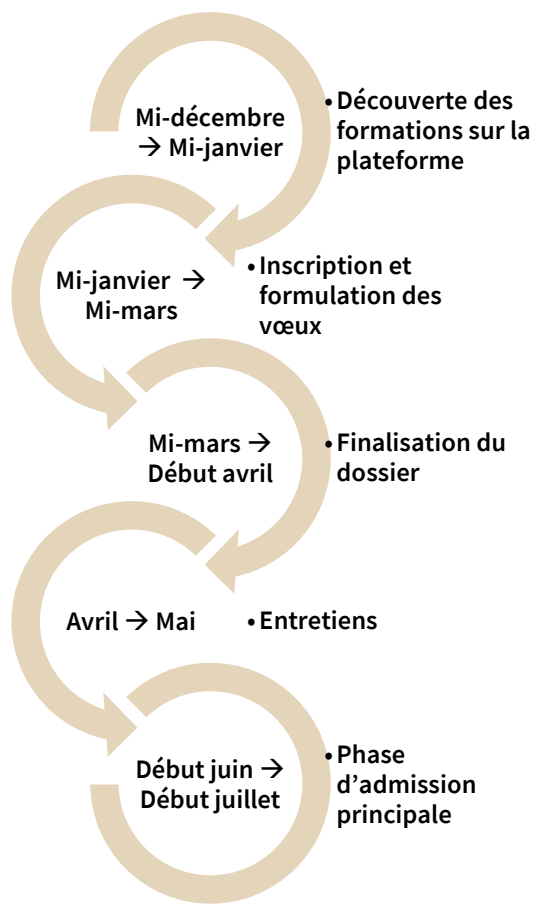 Mi-décembre
→ Mi-janvier
• Découverte des
formations sur la
plateforme
Mi-janvier →
Mi-mars
• Inscription et
formulation des
vœux
Mi-mars →
Début avril
• Finalisation du
dossier
Avril → Mai
• Entretiens
Début juin →
Début juillet
• Phase
d’admission
principale